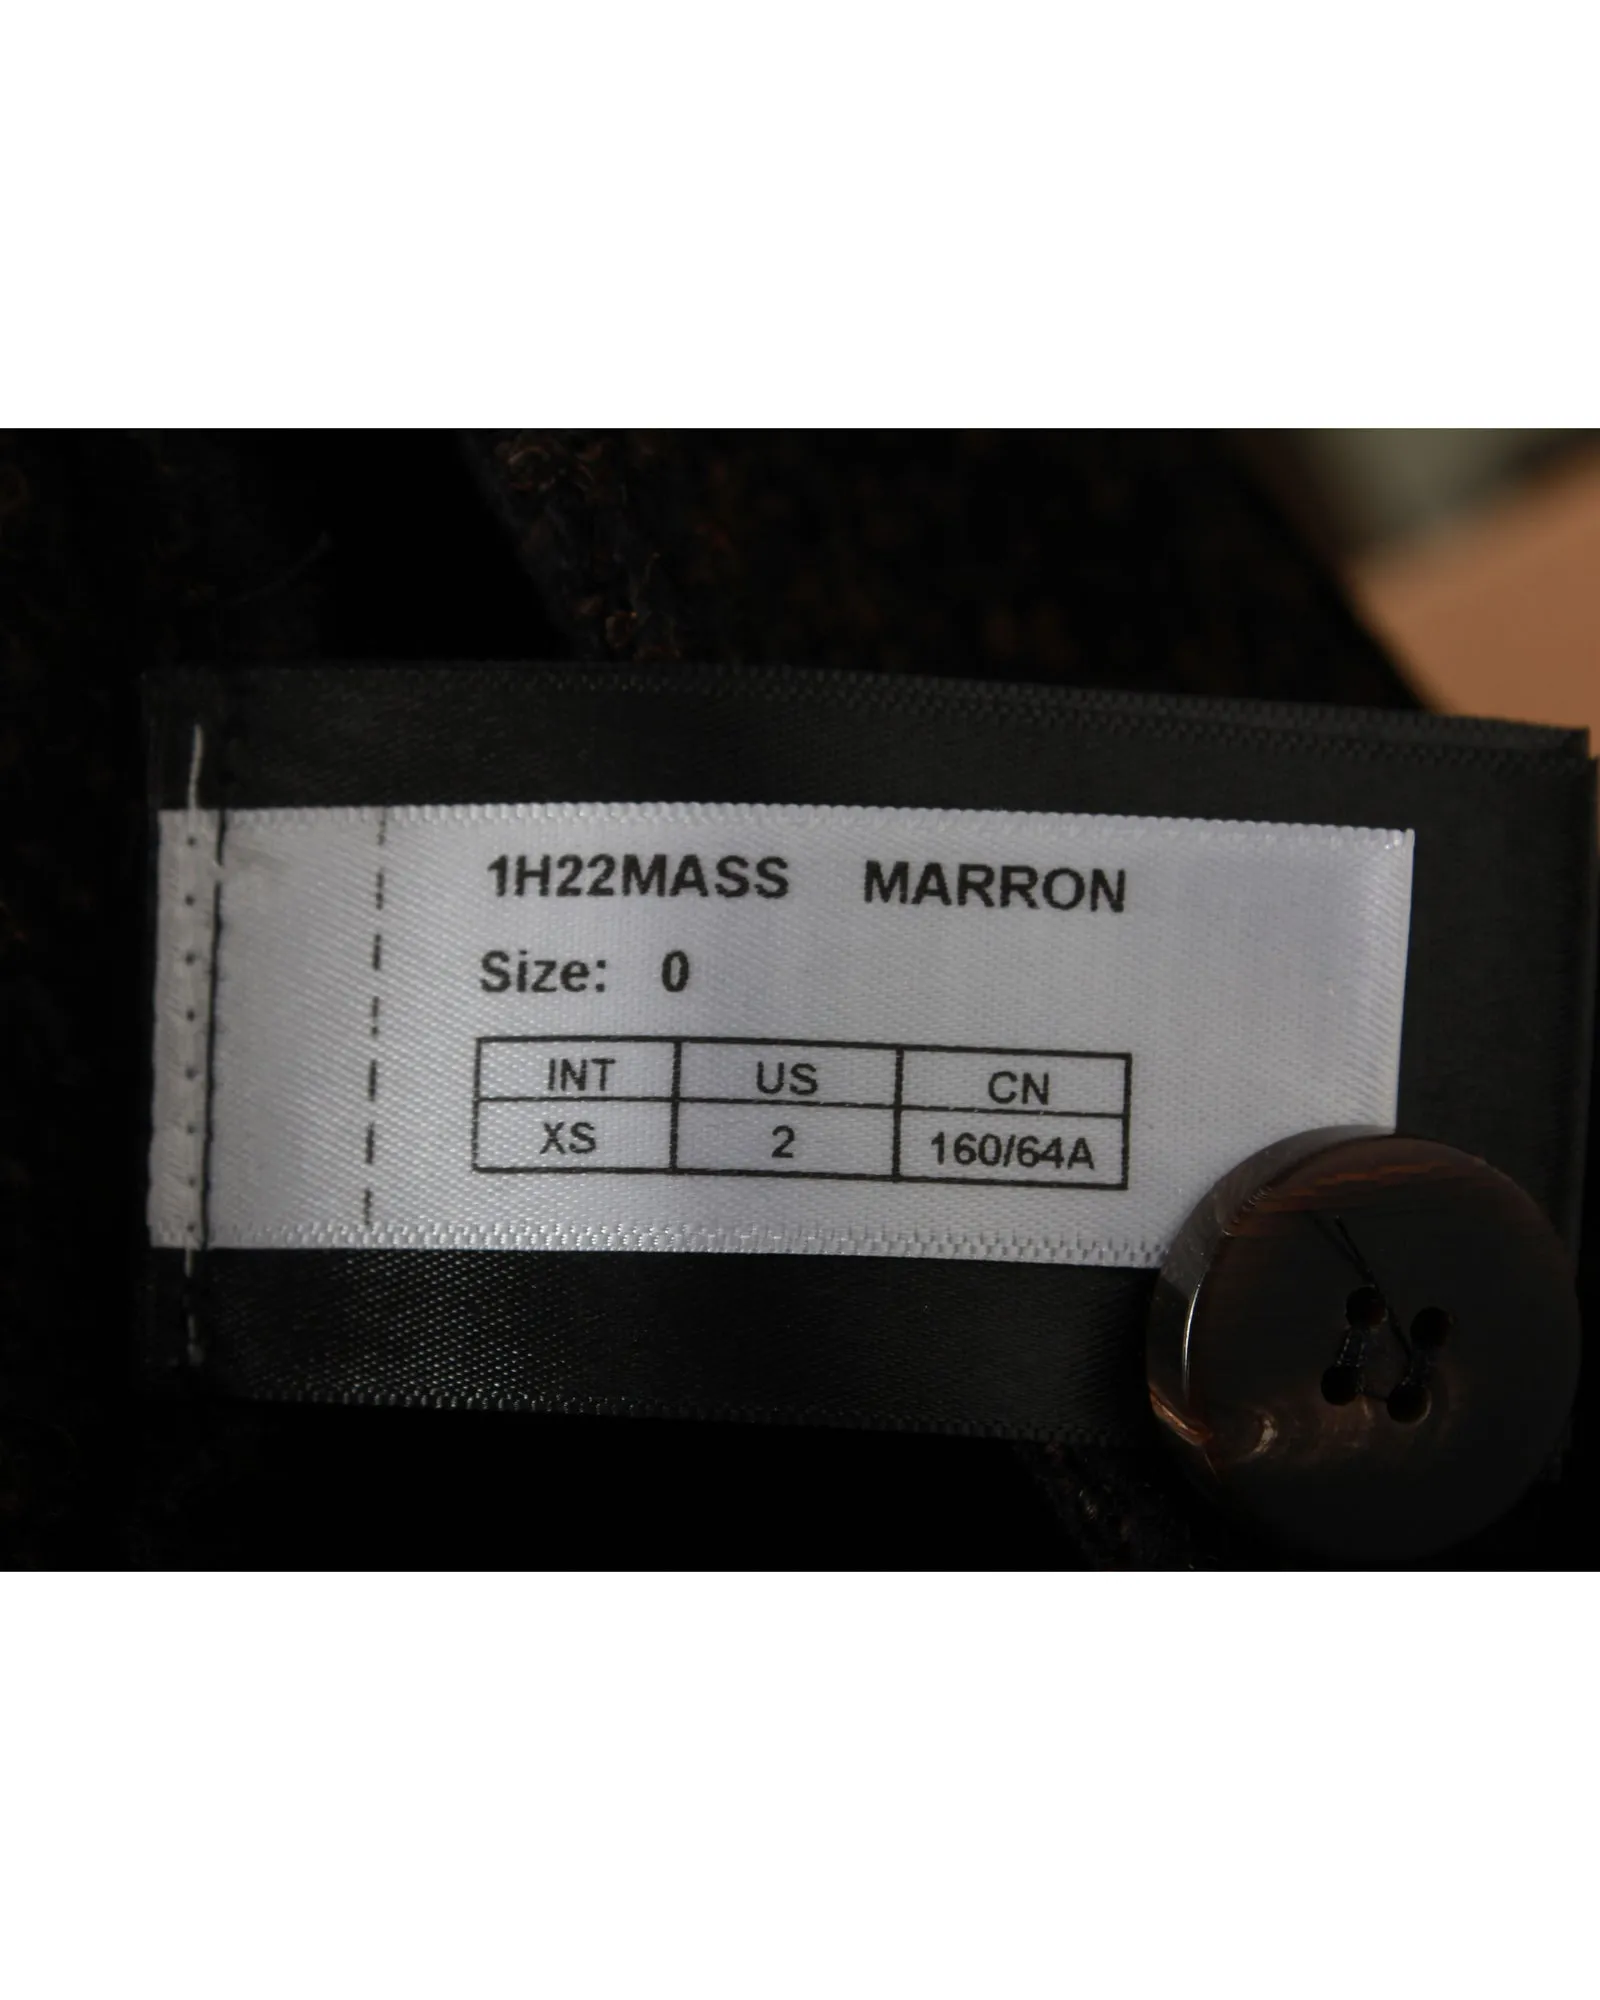 1H22MASS MARRON
Size: 0
INT US CN
XS 2 160/64A